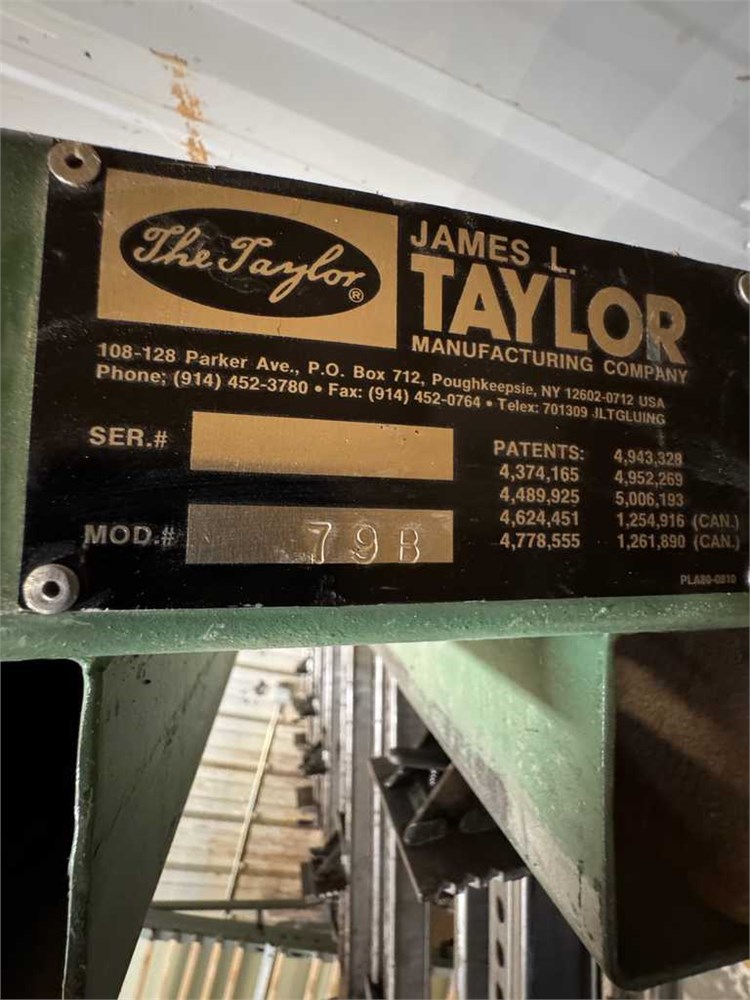 The Taylor ®
JAMES L.
TAYLOR
MANUFACTURING COMPANY
108-128 Parker Ave., P.O. Box 712, Poughkeepsie, NY 12602-0712 USA
Phone: (914) 452-3780 • Fax: (914) 452-0764 • Telex: 701309 JLTGLUING
SER.#
MOD.# 79B
PATENTS: 4,943,328
4,374,165 4,952,269
4,489,925 5,006,193
4,624,451 1,254,916 (CAN.)
4,778,555 1,261,890 (CAN.)
PLA80-0810